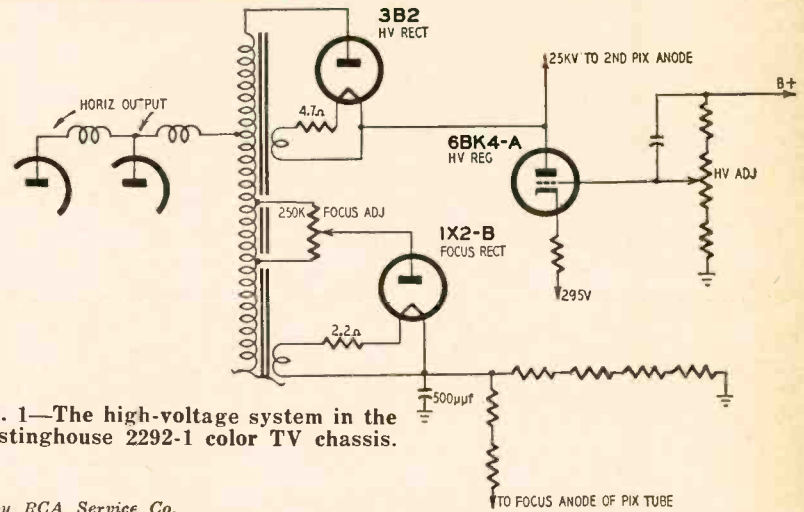 3B2
HV RECT
HORIZ OUTPUT
4.7Ω
25KV TO 2ND PIX ANODE
B+
6BK4-A
HV REG
HV ADJ
250K FOCUS ADJ
1X2-B
FOCUS RECT
295V
2.2Ω
500μμf
. 1—The high-voltage system in the
stinghouse 2292-1 color TV chassis.
TO FOCUS ANODE OF PIX TUBE
RCA Service Co.